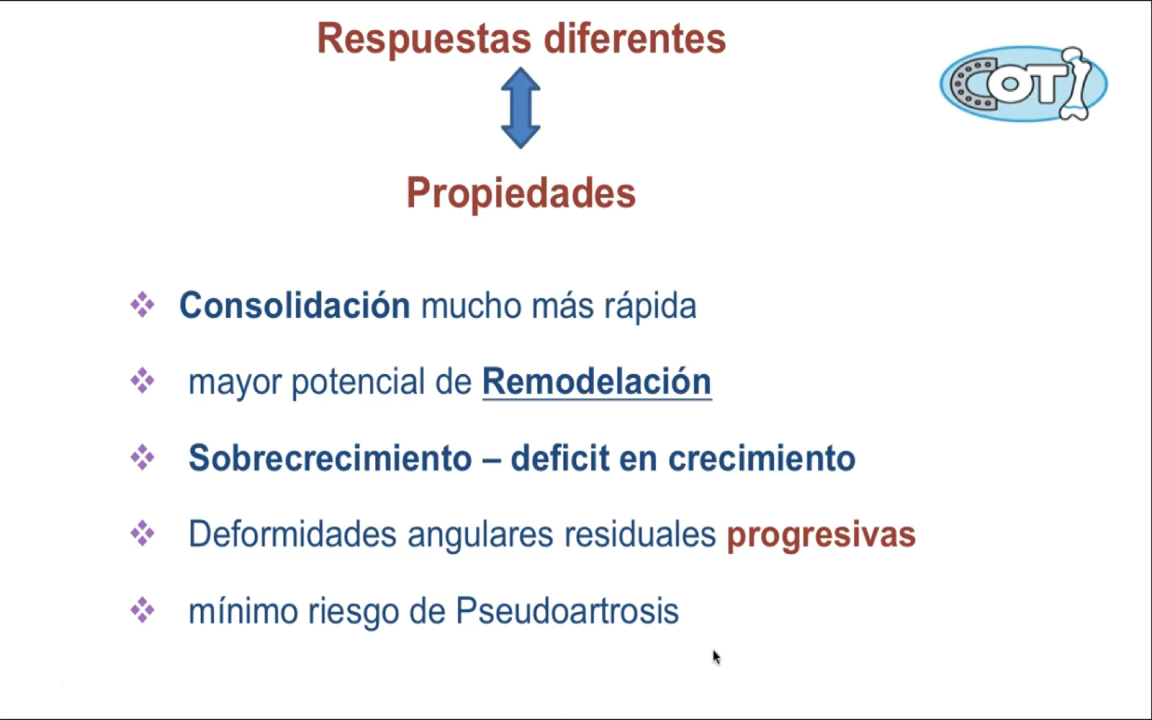 Respuestas diferentes
COT
Propiedades
Consolidación mucho más rápida
mayor potencial de Remodelación
Sobrecrecimiento – deficit en crecimiento
Deformidades angulares residuales progresivas
mínimo riesgo de Pseudoartrosis